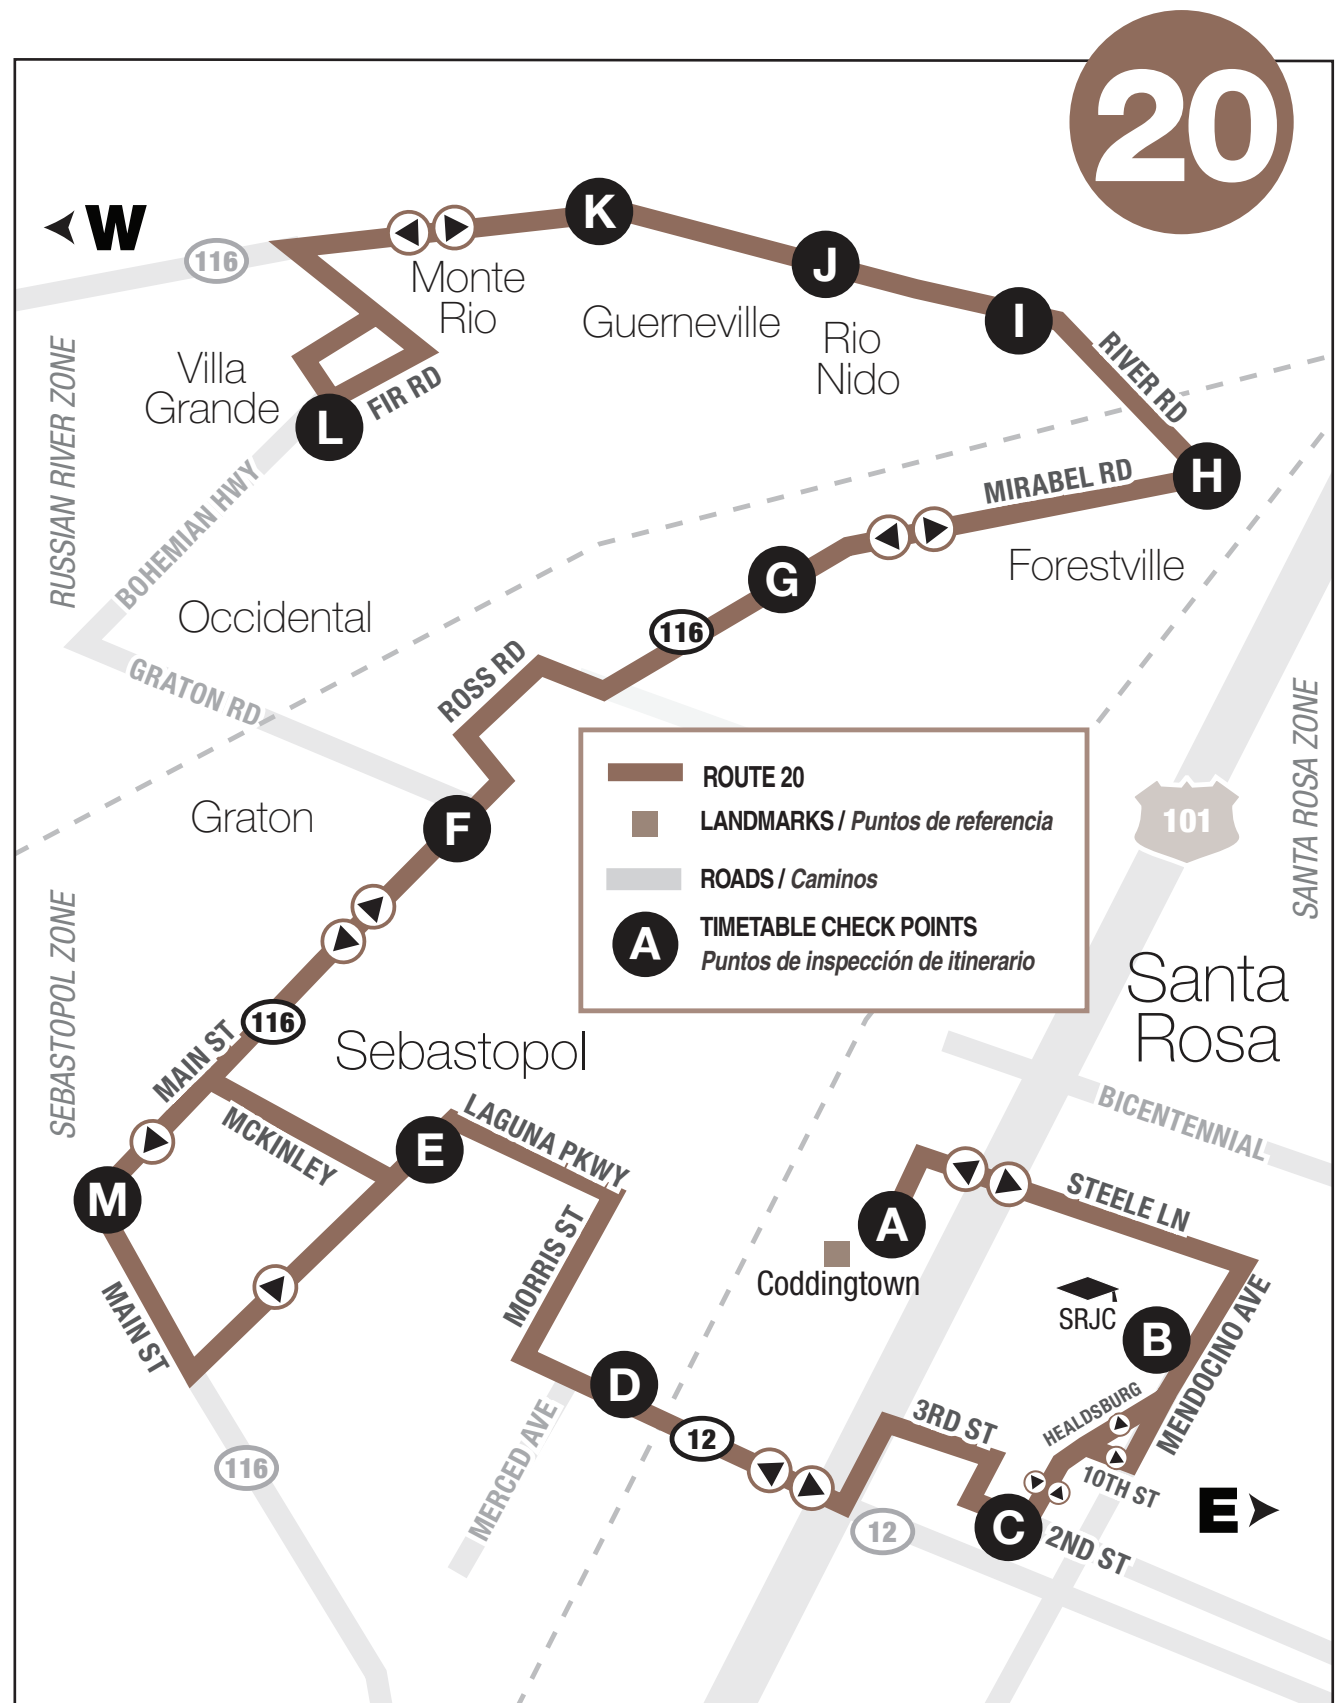 20
W
116
K
J
I
H
G
L
Monte
Rio
Guerneville
Rio
Nido
Villa
Grande
FIR RD
RIVER RD
MIRABEL RD
Forestville
RUSSIAN RIVER ZONE
BOHEMIAN HWY
Occidental
GRATON RD
ROSS RD
116
Graton
F
ROUTE 20
LANDMARKS / Puntos de referencia
ROADS / Caminos
A
TIMETABLE CHECK POINTS
Puntos de inspección de itinerario
101
SANTA ROSA ZONE
SEBASTOPOL ZONE
Santa
Rosa
116
MAIN ST
Sebastopol
MCKINLEY
E
LAGUNA PKWY
MORRIS ST
M
MAIN ST
BICENTENNIAL
STEELE LN
A
Coddingtown
SRJC
B
MENDOCINO AVE
HEALDSBURG
10TH ST
3RD ST
C
2ND ST
D
12
12
MERCED AVE
116
E